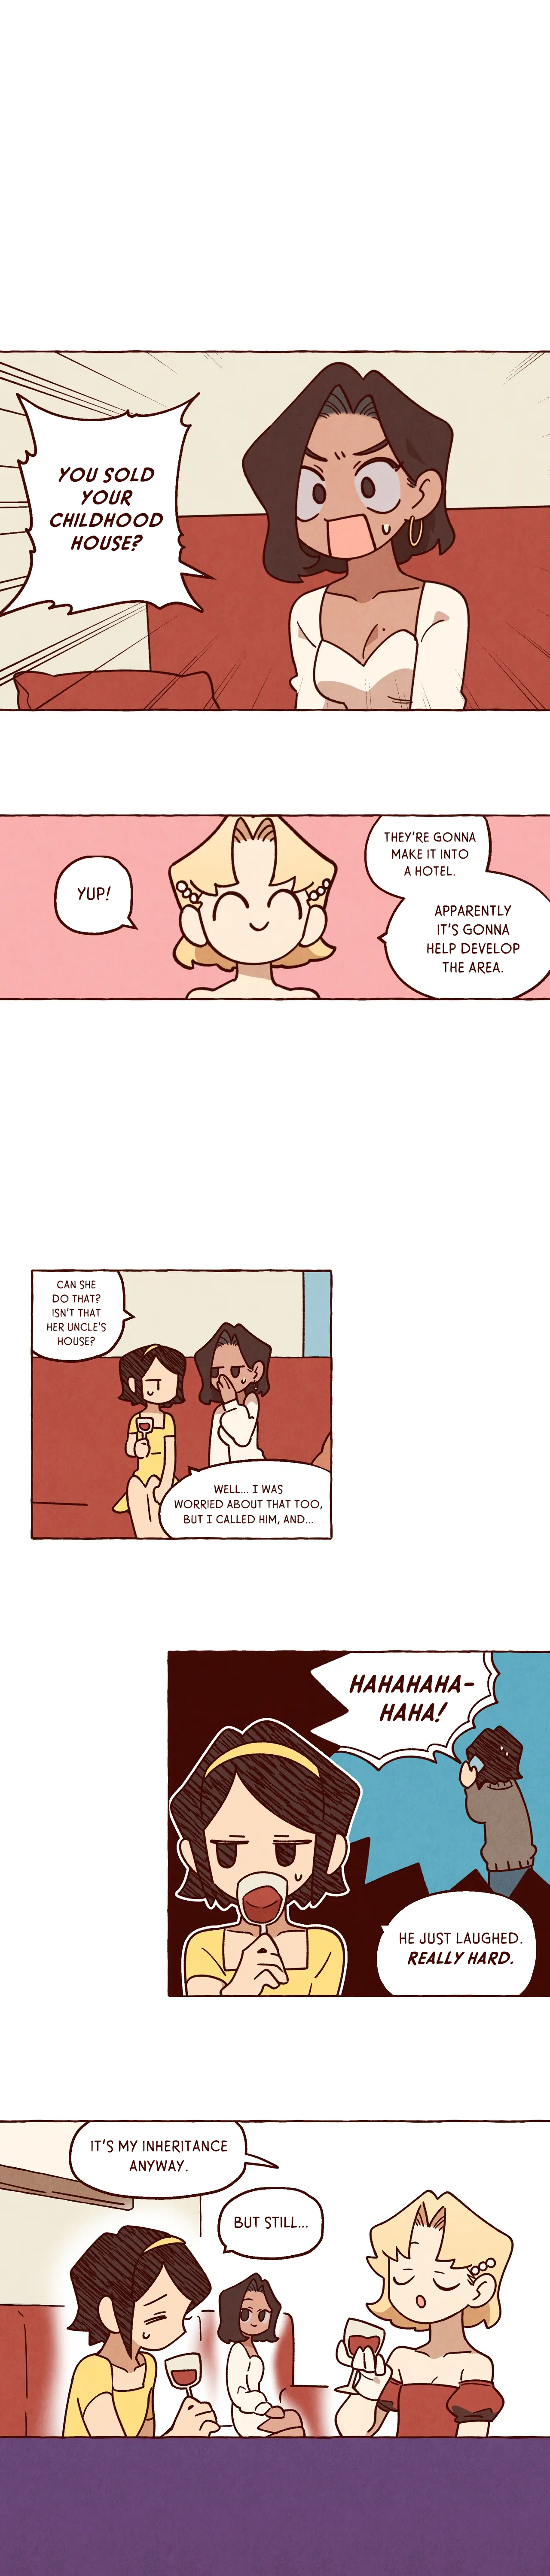 YOU SOLD
YOUR
CHILDHOOD
HOUSE?
YUP!
THEY'RE GONNA
MAKE IT INTO
A HOTEL.
APPARENTLY
IT'S GONNA
HELP DEVELOP
THE AREA.
CAN SHE
DO THAT?
ISN'T THAT
HER UNCLE'S
HOUSE?
WELL... I WAS
WORRIED ABOUT THAT TOO,
BUT I CALLED HIM, AND...
HAHAHAHA-
HAHA!
HE JUST LAUGHED.
REALLY HARD.
IT'S MY INHERITANCE
ANYWAY.
BUT STILL...